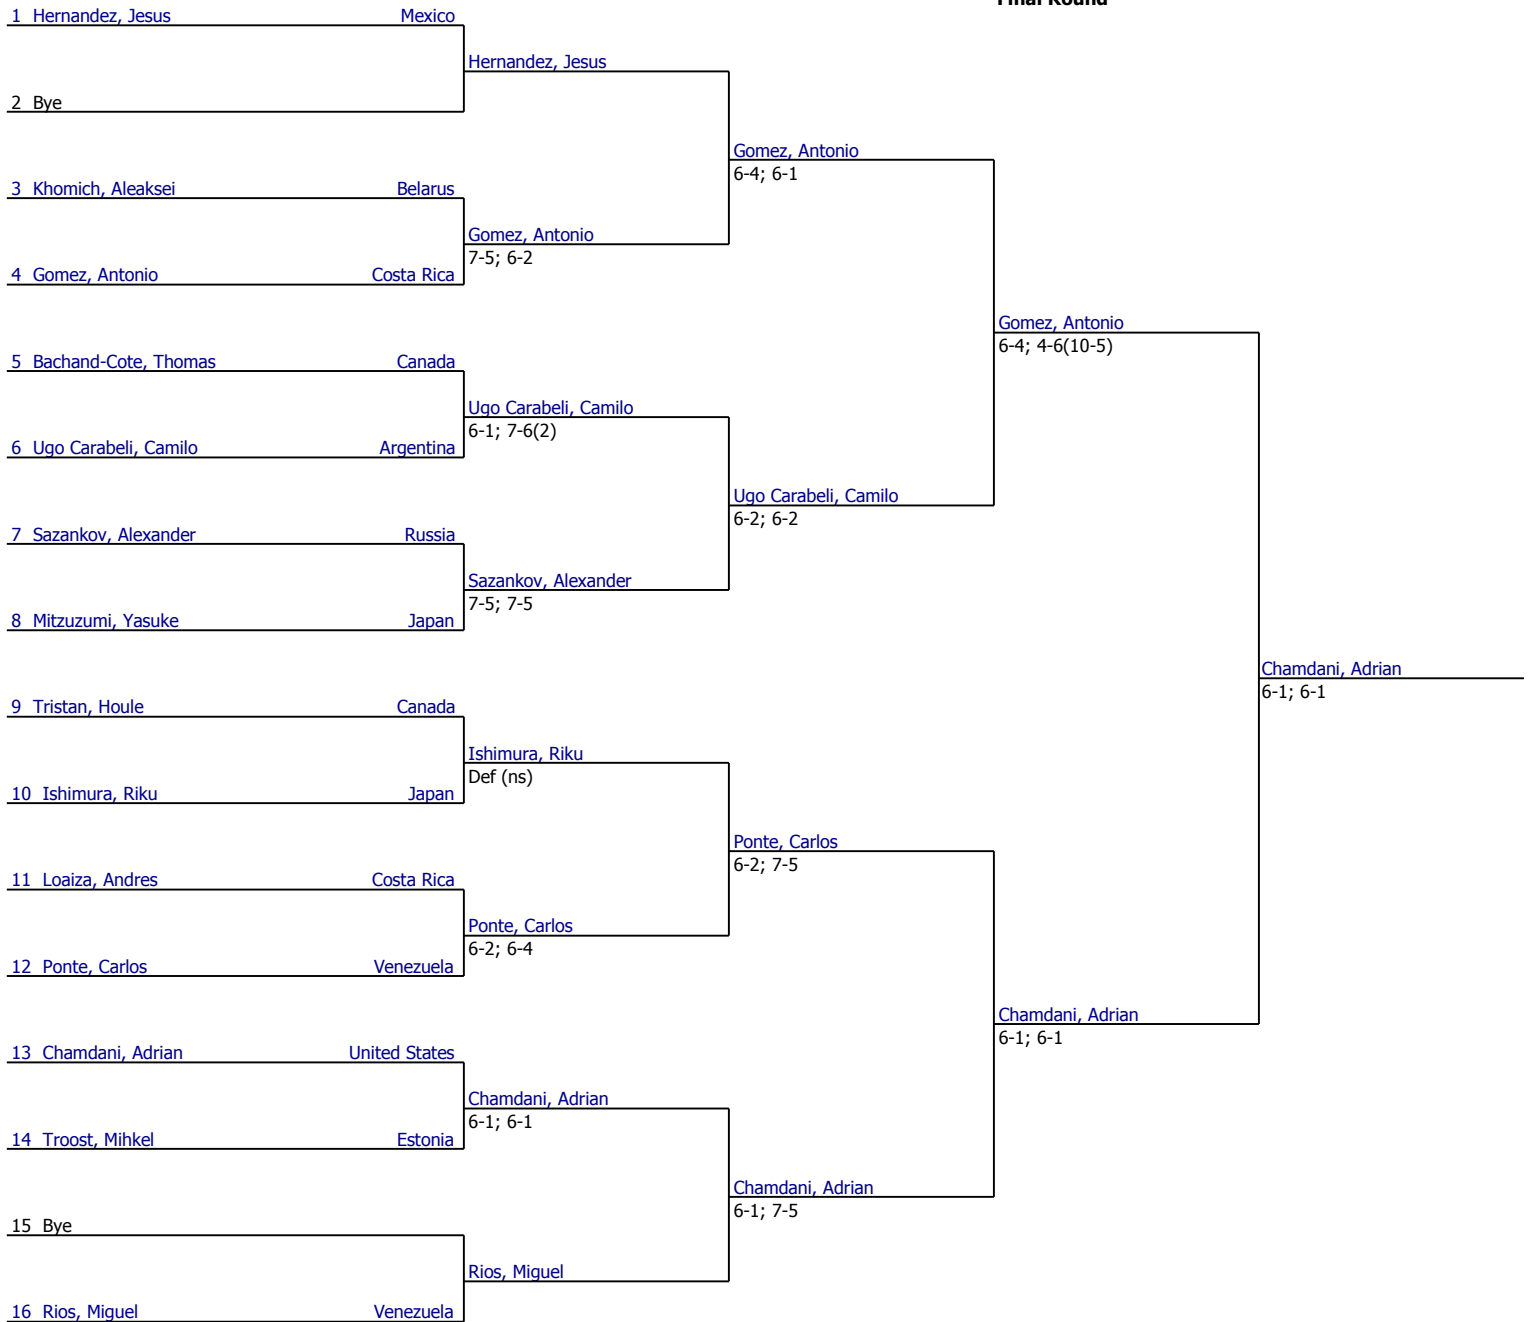 Final Round
1 Hernandez, Jesus Mexico
Hernandez, Jesus
2 Bye
Gomez, Antonio
6-4; 6-1
3 Khomich, Aleaksei Belarus
Gomez, Antonio
7-5; 6-2
4 Gomez, Antonio Costa Rica
Gomez, Antonio
6-4; 4-6(10-5)
5 Bachand-Cote, Thomas Canada
Ugo Carabeli, Camilo
6-1; 7-6(2)
6 Ugo Carabeli, Camilo Argentina
Ugo Carabeli, Camilo
6-2; 6-2
7 Sazankov, Alexander Russia
Sazankov, Alexander
7-5; 7-5
8 Mitzuzumi, Yasuke Japan
Chamdani, Adrian
6-1; 6-1
9 Tristan, Houle Canada
Ishimura, Riku
Def (ns)
10 Ishimura, Riku Japan
Ponte, Carlos
6-2; 7-5
11 Loaiza, Andres Costa Rica
Ponte, Carlos
6-2; 6-4
12 Ponte, Carlos Venezuela
Chamdani, Adrian
6-1; 6-1
13 Chamdani, Adrian United States
Chamdani, Adrian
6-1; 6-1
14 Troost, Mihkel Estonia
Chamdani, Adrian
6-1; 7-5
15 Bye
Rios, Miguel
16 Rios, Miguel Venezuela